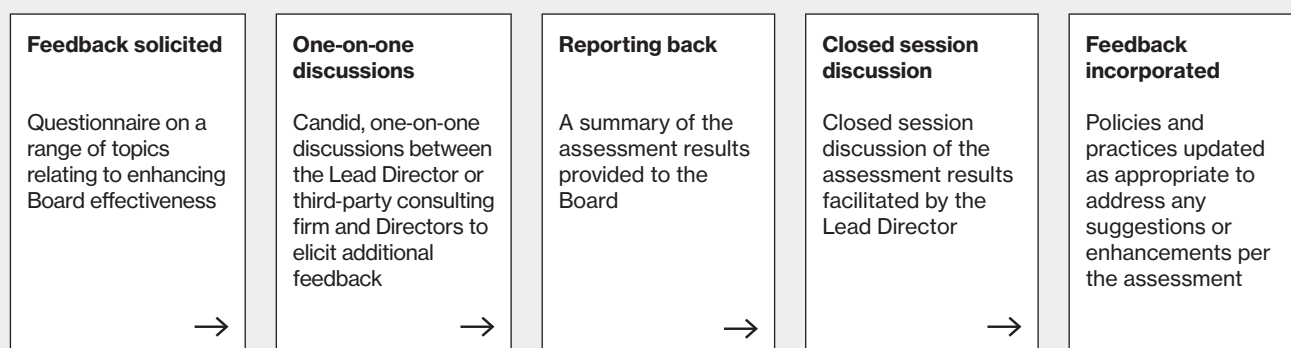 Feedback solicited
Questionnaire on a
range of topics
relating to enhancing
Board effectiveness
One-on-one
discussions
Candid, one-on-one
discussions between
the Lead Director or
third-party consulting
firm and Directors to
elicit additional
feedback
Reporting back
A summary of the
assessment results
provided to the
Board
Closed session
discussion
Closed session
discussion of the
assessment results
facilitated by the
Lead Director
Feedback
incorporated
Policies and
practices updated
as appropriate to
address any
suggestions or
enhancements per
the assessment